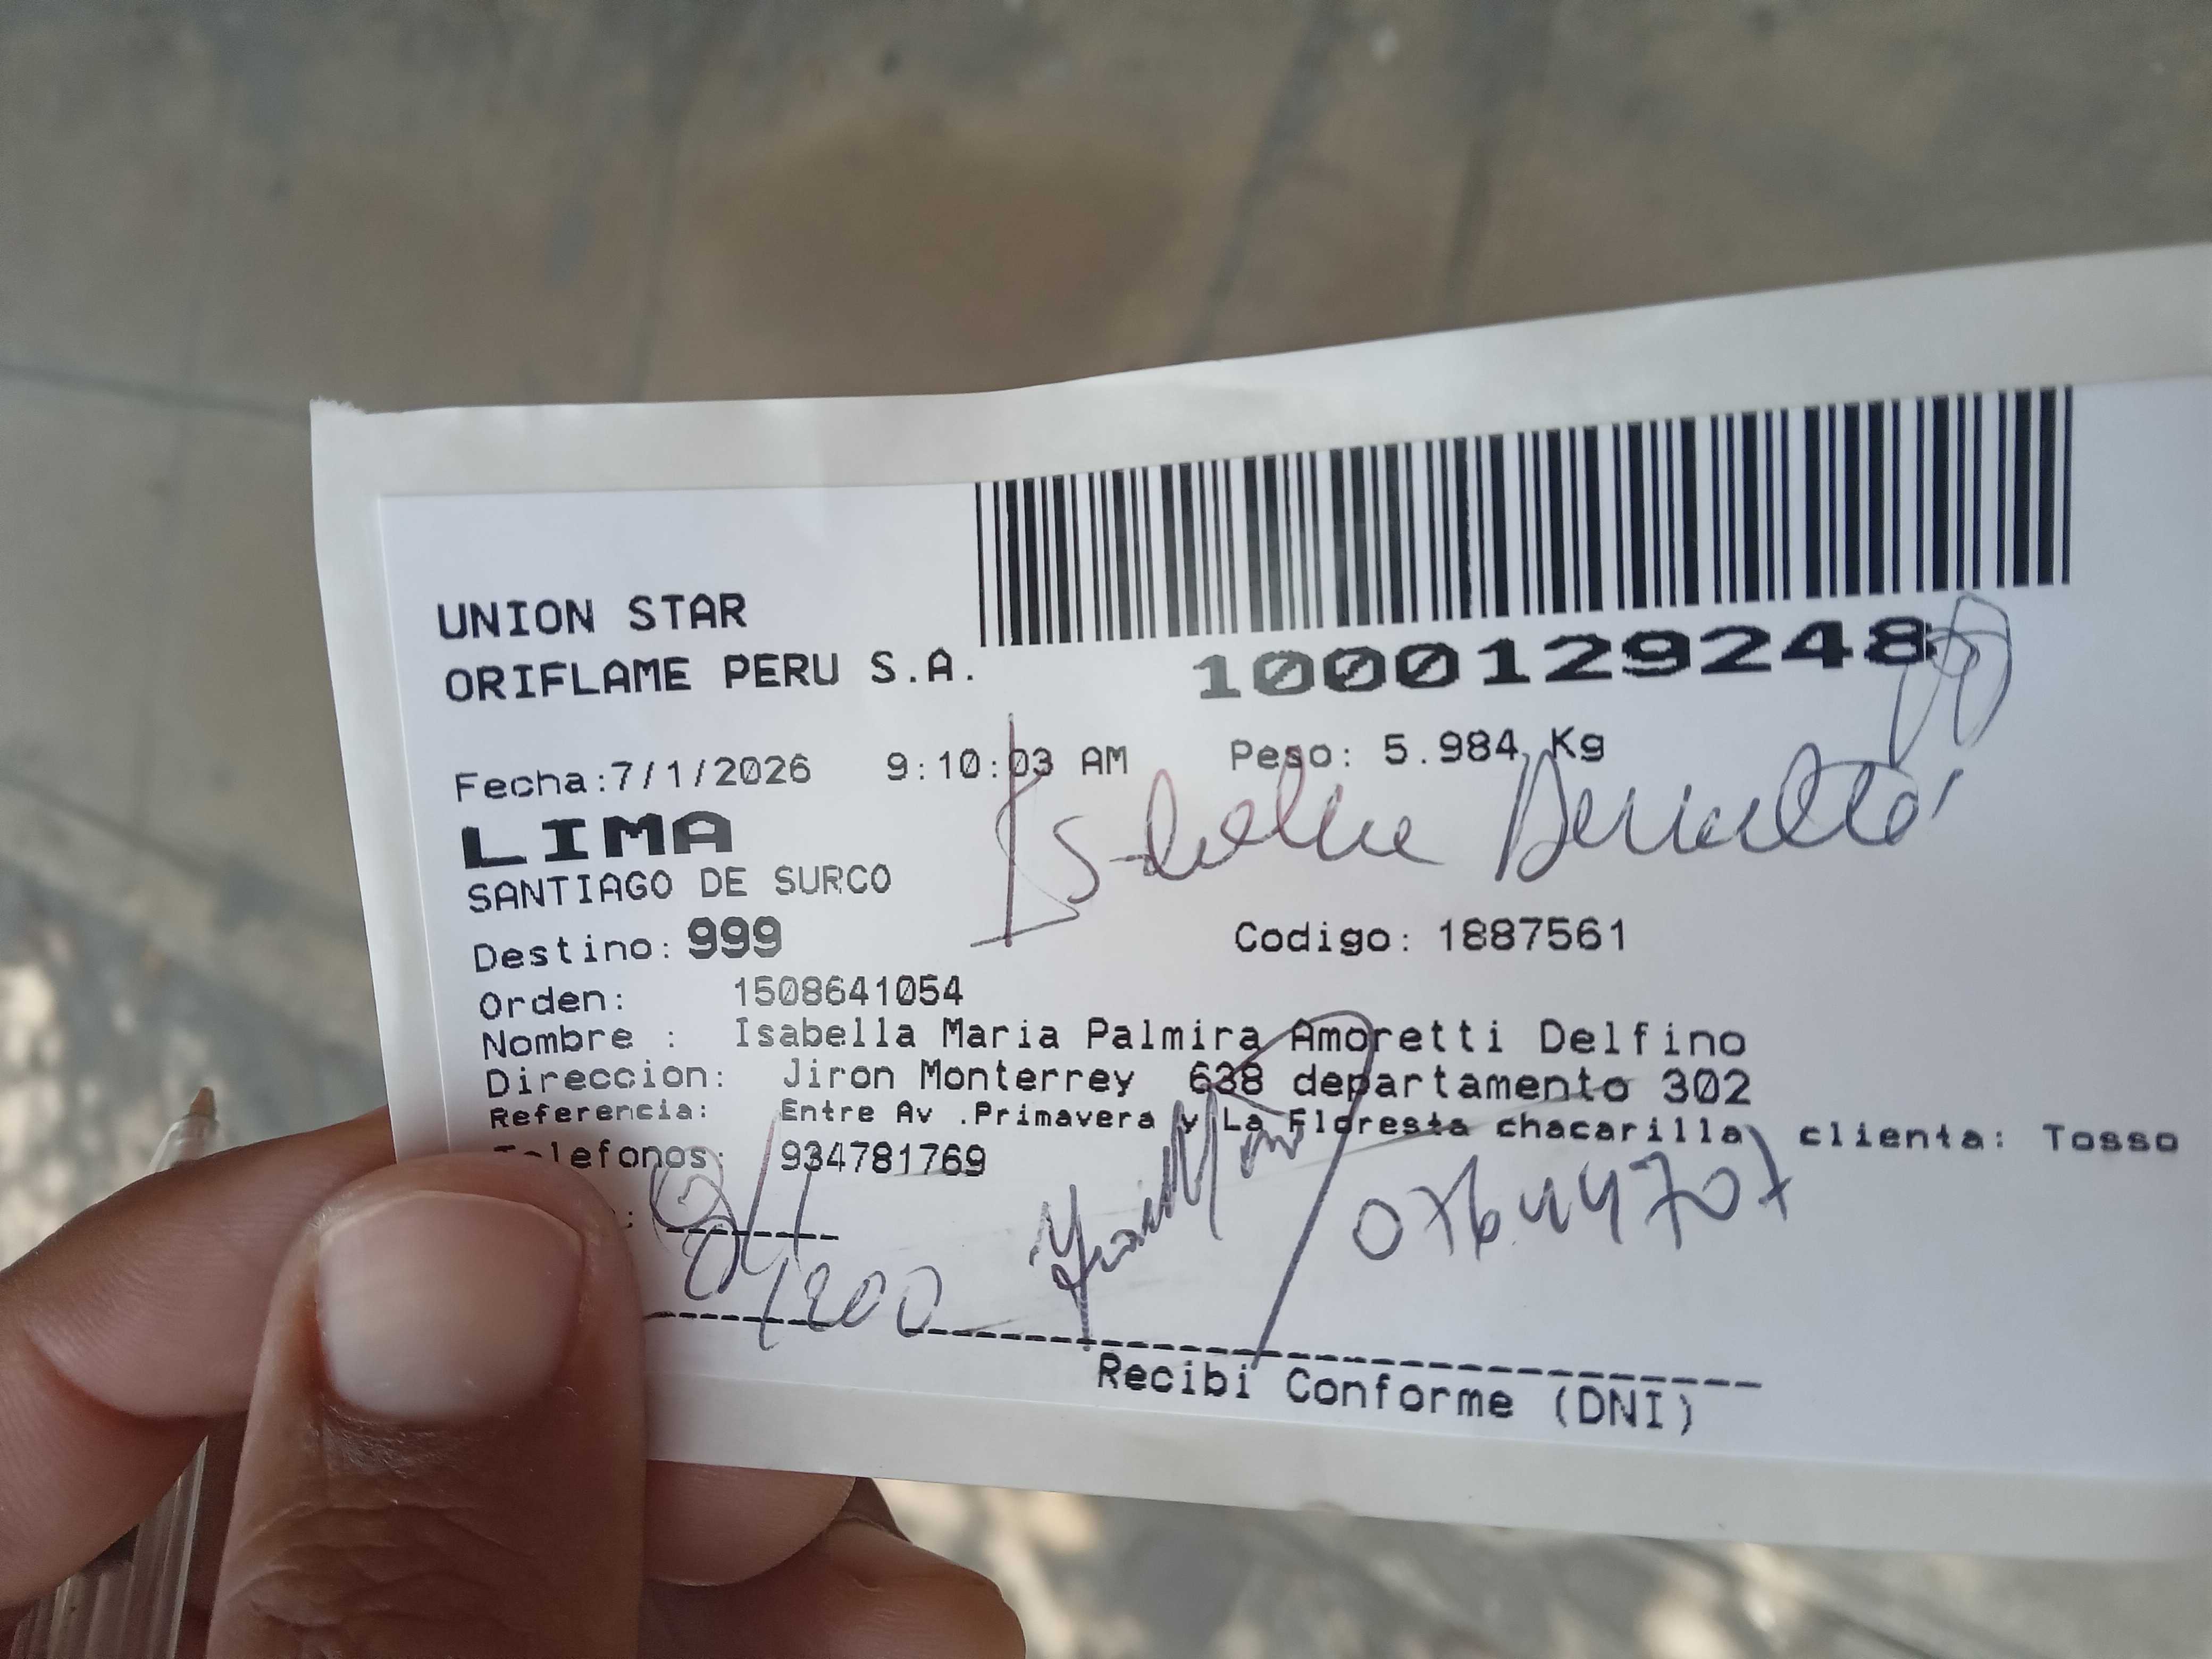 UNION STAR
ORIFLAME PERU S.A.
1000129248
Fecha:7/1/2026 9:10:03 AM Peso: 5.984 Kg
LIMA
SANTIAGO DE SURCO
Destino: 999 Codigo: 1887561
Orden: 1508641054
Nombre : Isabella Maria Palmira Amoretti Delfino
Direccion: Jiron Monterrey 638 departamento 302
Referencia: Entre Av .Primavera y La Floresta chacarilla clienta: Tosso
Telefonos: 934781769
Recibi Conforme (DNI)